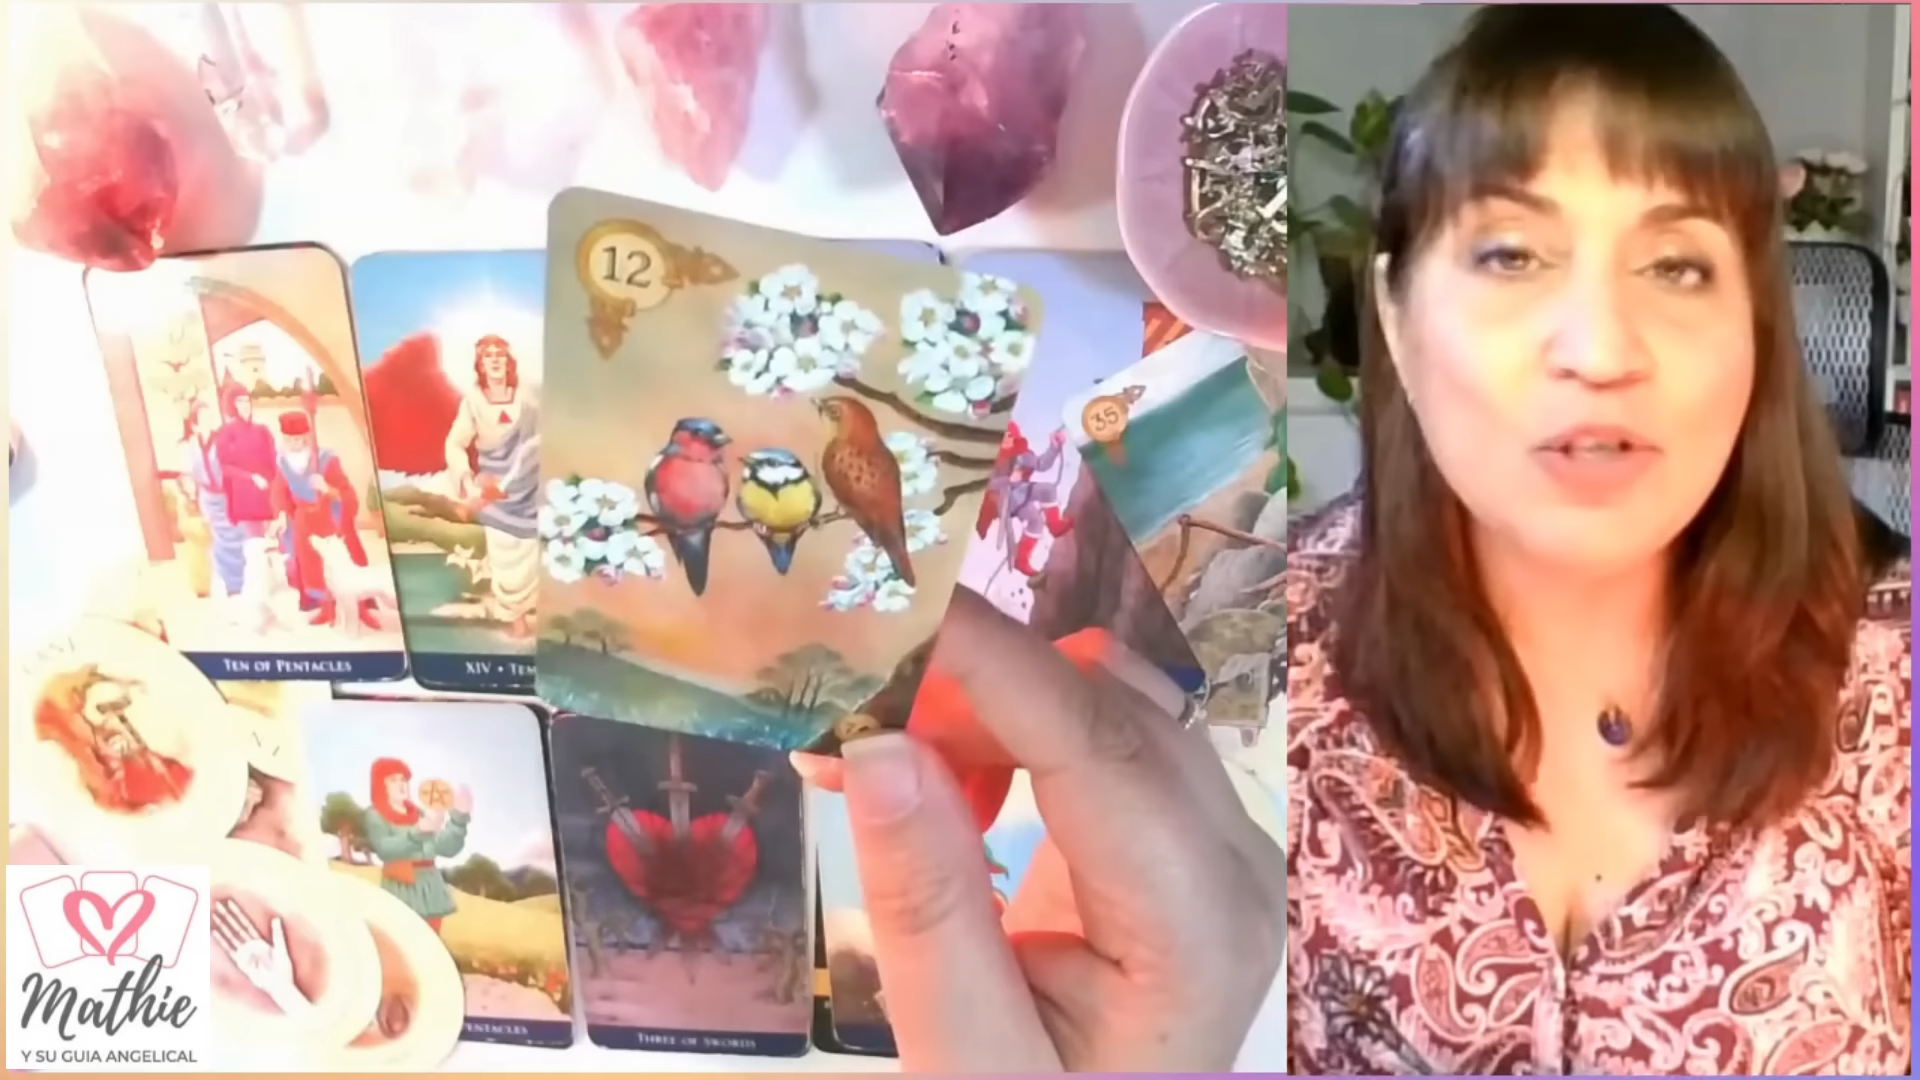 12
35
TEN OF PENTACLES
XIV • TEM
PENTACLES
THREE OF SWORDS
Mathie
Y SU GUIA ANGELICAL